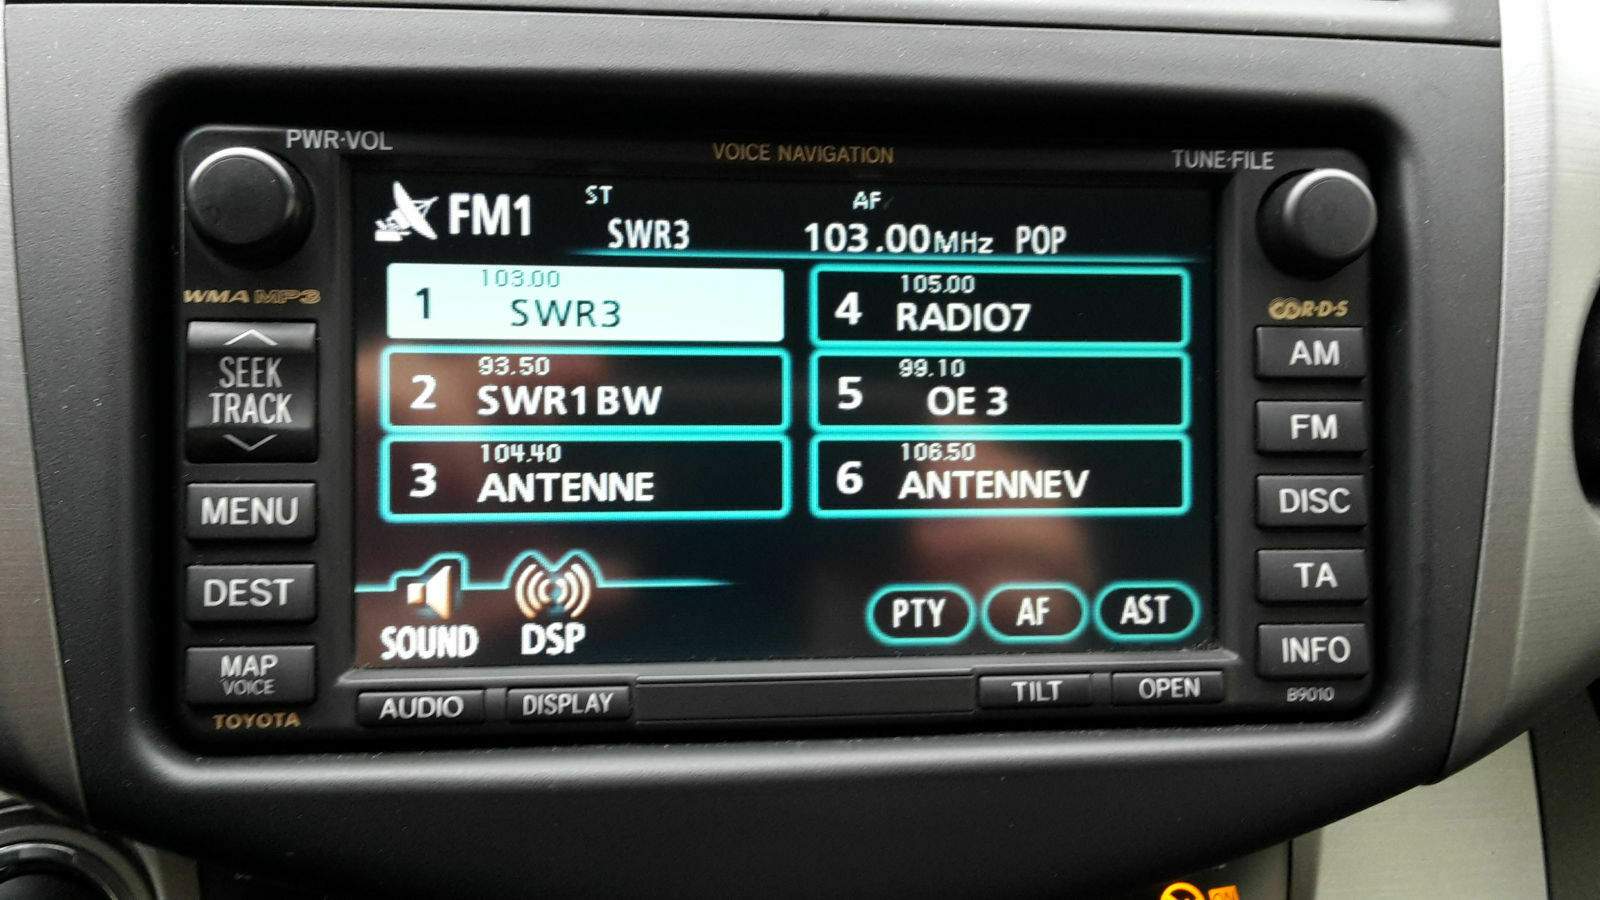 PWR·VOL
VOICE NAVIGATION
TUNE·FILE
FM1
ST
SWR3
AF
103.00MHz POP
1 103.00 SWR3
4 105.00 RADIO7
2 93.50 SWR1 BW
5 99.10 OE 3
3 104.40 ANTENNE
6 106.50 ANTENNEV
SOUND
DSP
PTY
AF
AST
WMA MP3
SEEK
TRACK
MENU
DEST
MAP
VOICE
TOYOTA
AUDIO
DISPLAY
TILT
OPEN
R·D·S
AM
FM
DISC
TA
INFO
B9010